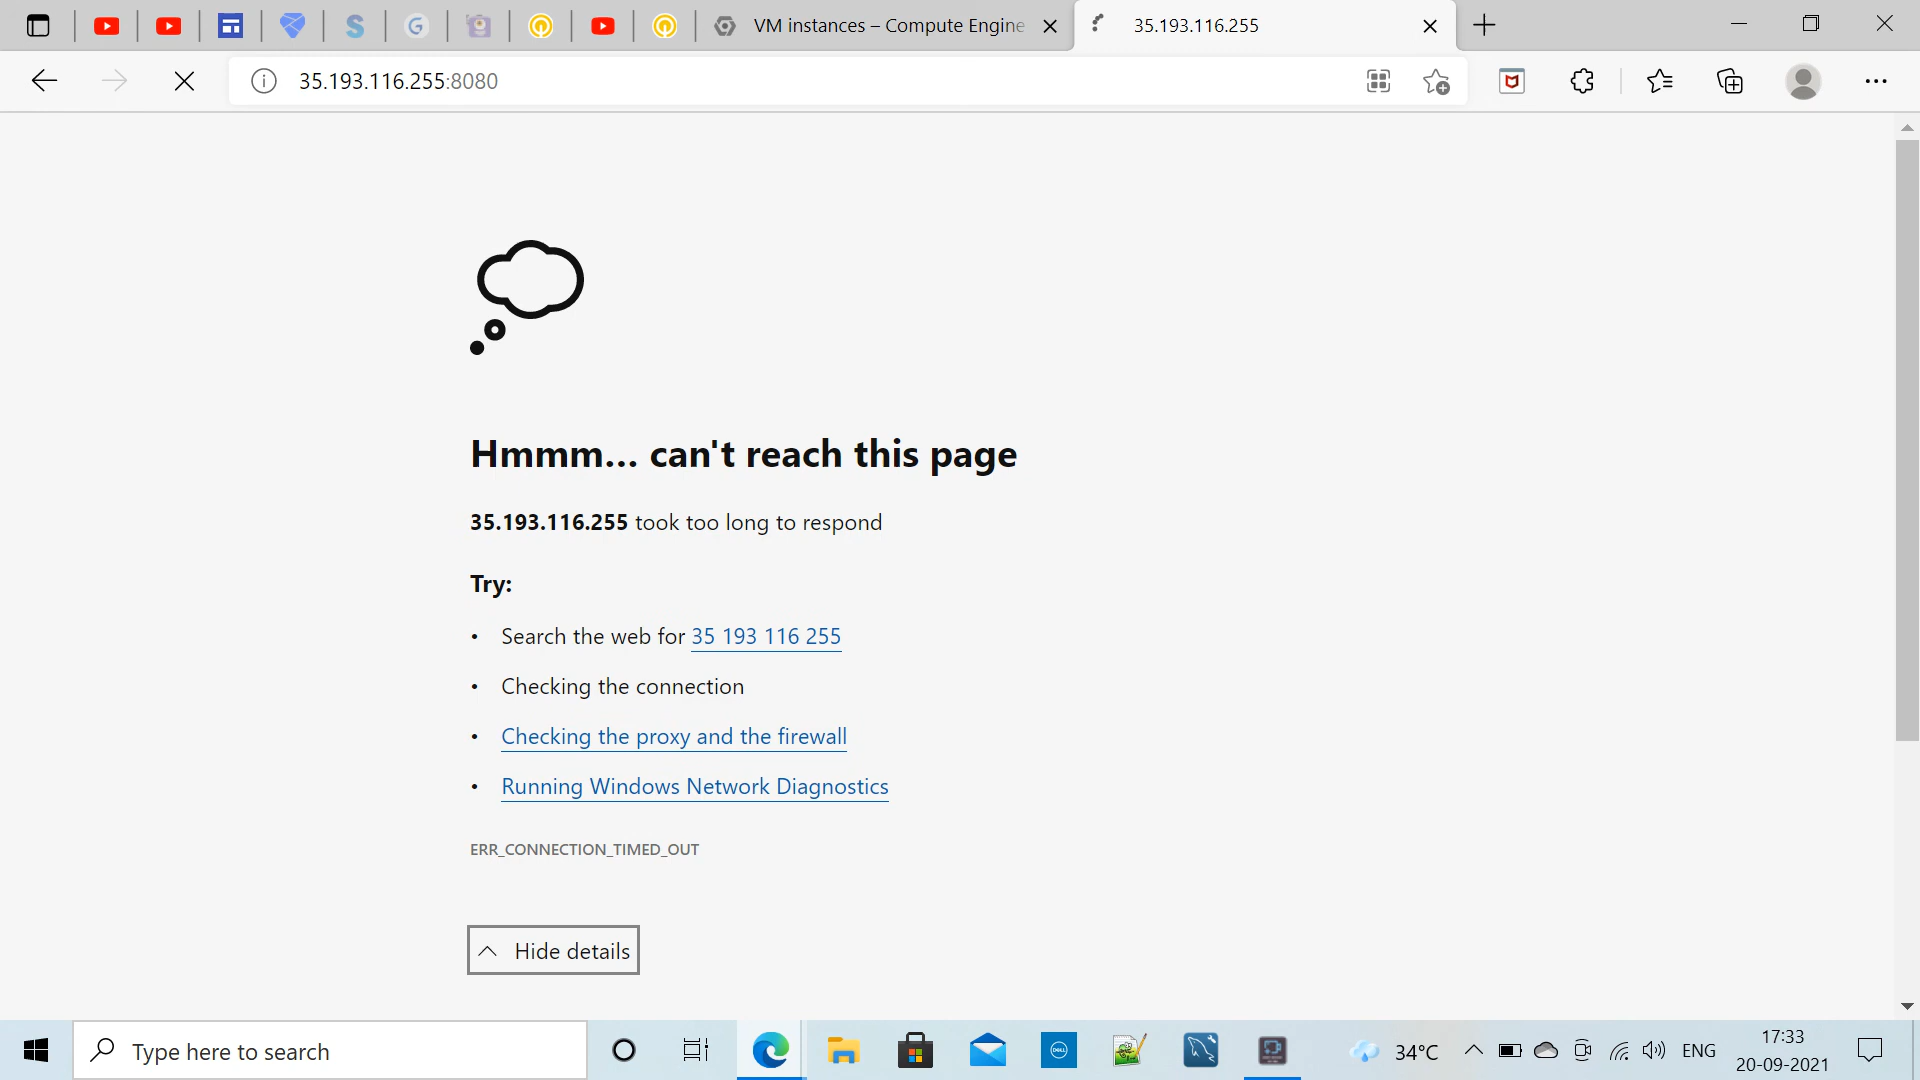 VM instances – Compute Engine
35.193.116.255
35.193.116.255:8080
Hmmm... can't reach this page
35.193.116.255 took too long to respond
Try:
• Search the web for 35 193 116 255
• Checking the connection
• Checking the proxy and the firewall
• Running Windows Network Diagnostics
ERR_CONNECTION_TIMED_OUT
Hide details
Type here to search
DELL
34°C
ENG
17:33
20-09-2021